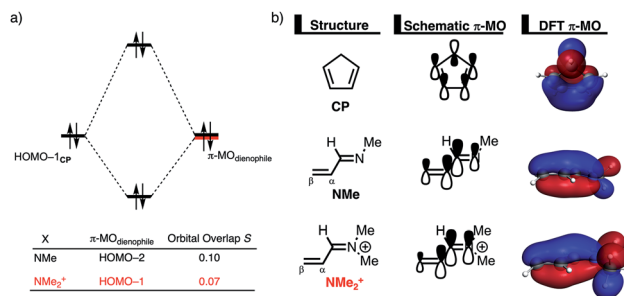 a)
HOMO–1CP
π-MOdienophile
X π-MOdienophile Orbital Overlap S
NMe HOMO–2 0.10
NMe2+ HOMO–1 0.07
b)
Structure Schematic π-MO DFT π-MO
CP
H
N
Me
β
α
NMe
H
Me
H
Me
N
+
Me
β
α
NMe2+
H
Me
+
Me